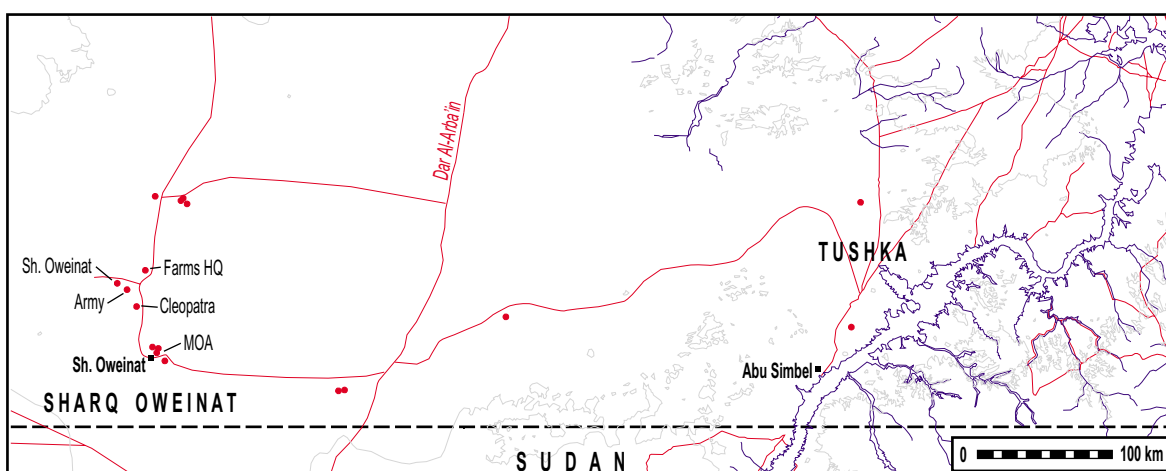 Dar Al-Arba'in
TUSHKA
Sh. Oweinat
Farms HQ
Army
Cleopatra
MOA
Sh. Oweinat
Abu Simbel
SHARQ OWEINAT
SUDAN
0 100 km